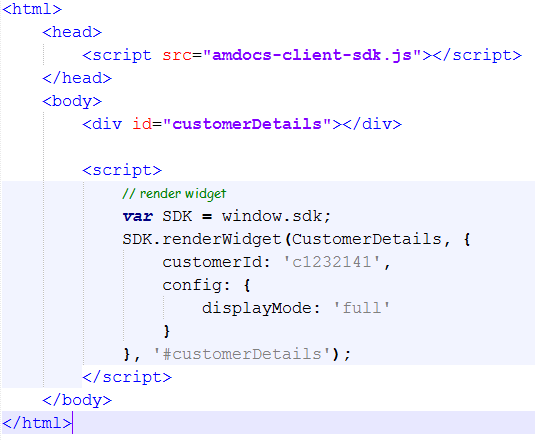 <html>
<head>
<script src="amdocs-client-sdk.js"></script>
</head>
<body>
<div id="customerDetails"></div>
<script>
// render widget
var SDK = window.sdk;
SDK.renderWidget(CustomerDetails, {
customerId: 'c1232141',
config: {
displayMode: 'full'
}
}, '#customerDetails');
</script>
</body>
</html>